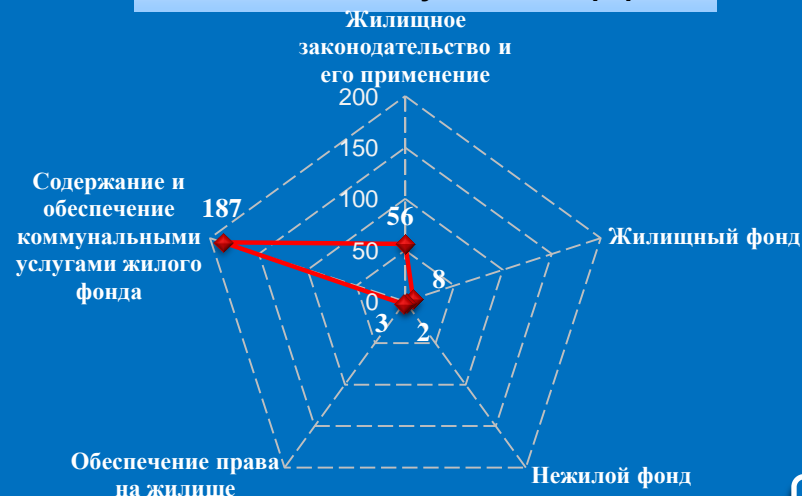 Жилищное
законодательство и
его применение
200
150
100
50
0
56
8
2
3
187
Жилищный фонд
Нежилой фонд
Обеспечение права
на жилище
Содержание и
обеспечение
коммунальными
услугами жилого
фонда